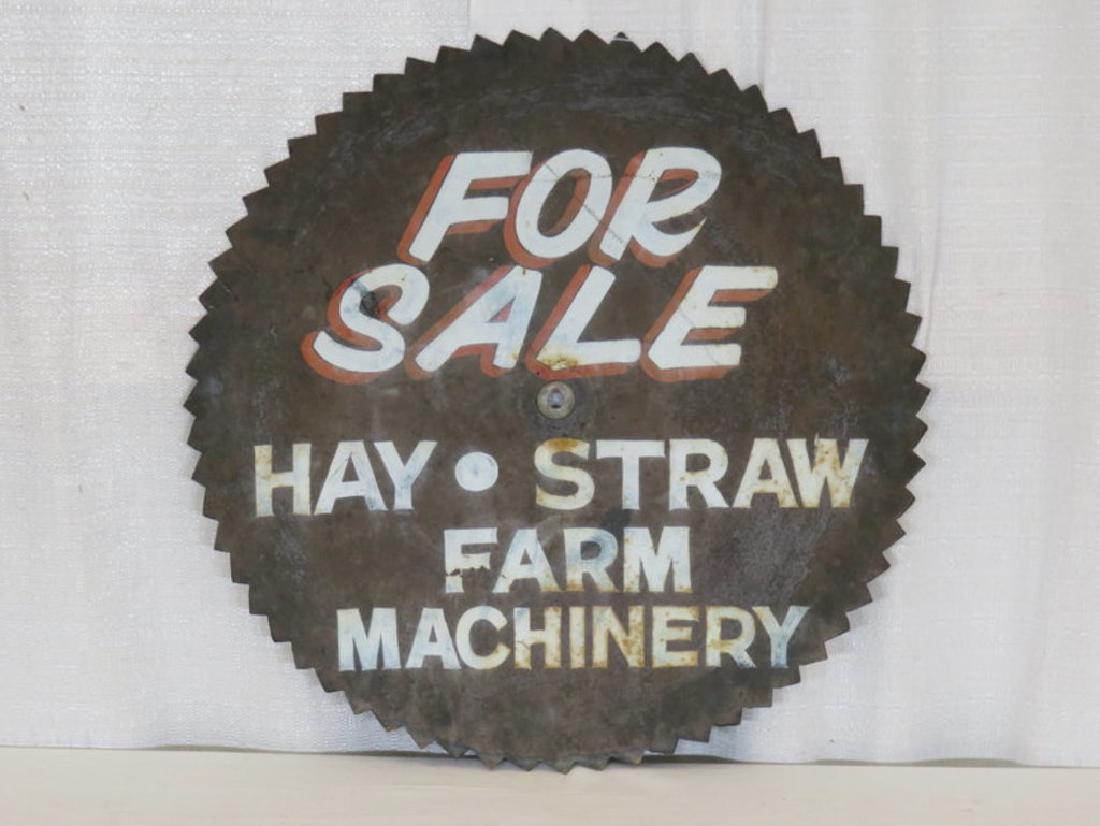 FOR
SALE
HAY • STRAW
FARM
MACHINERY